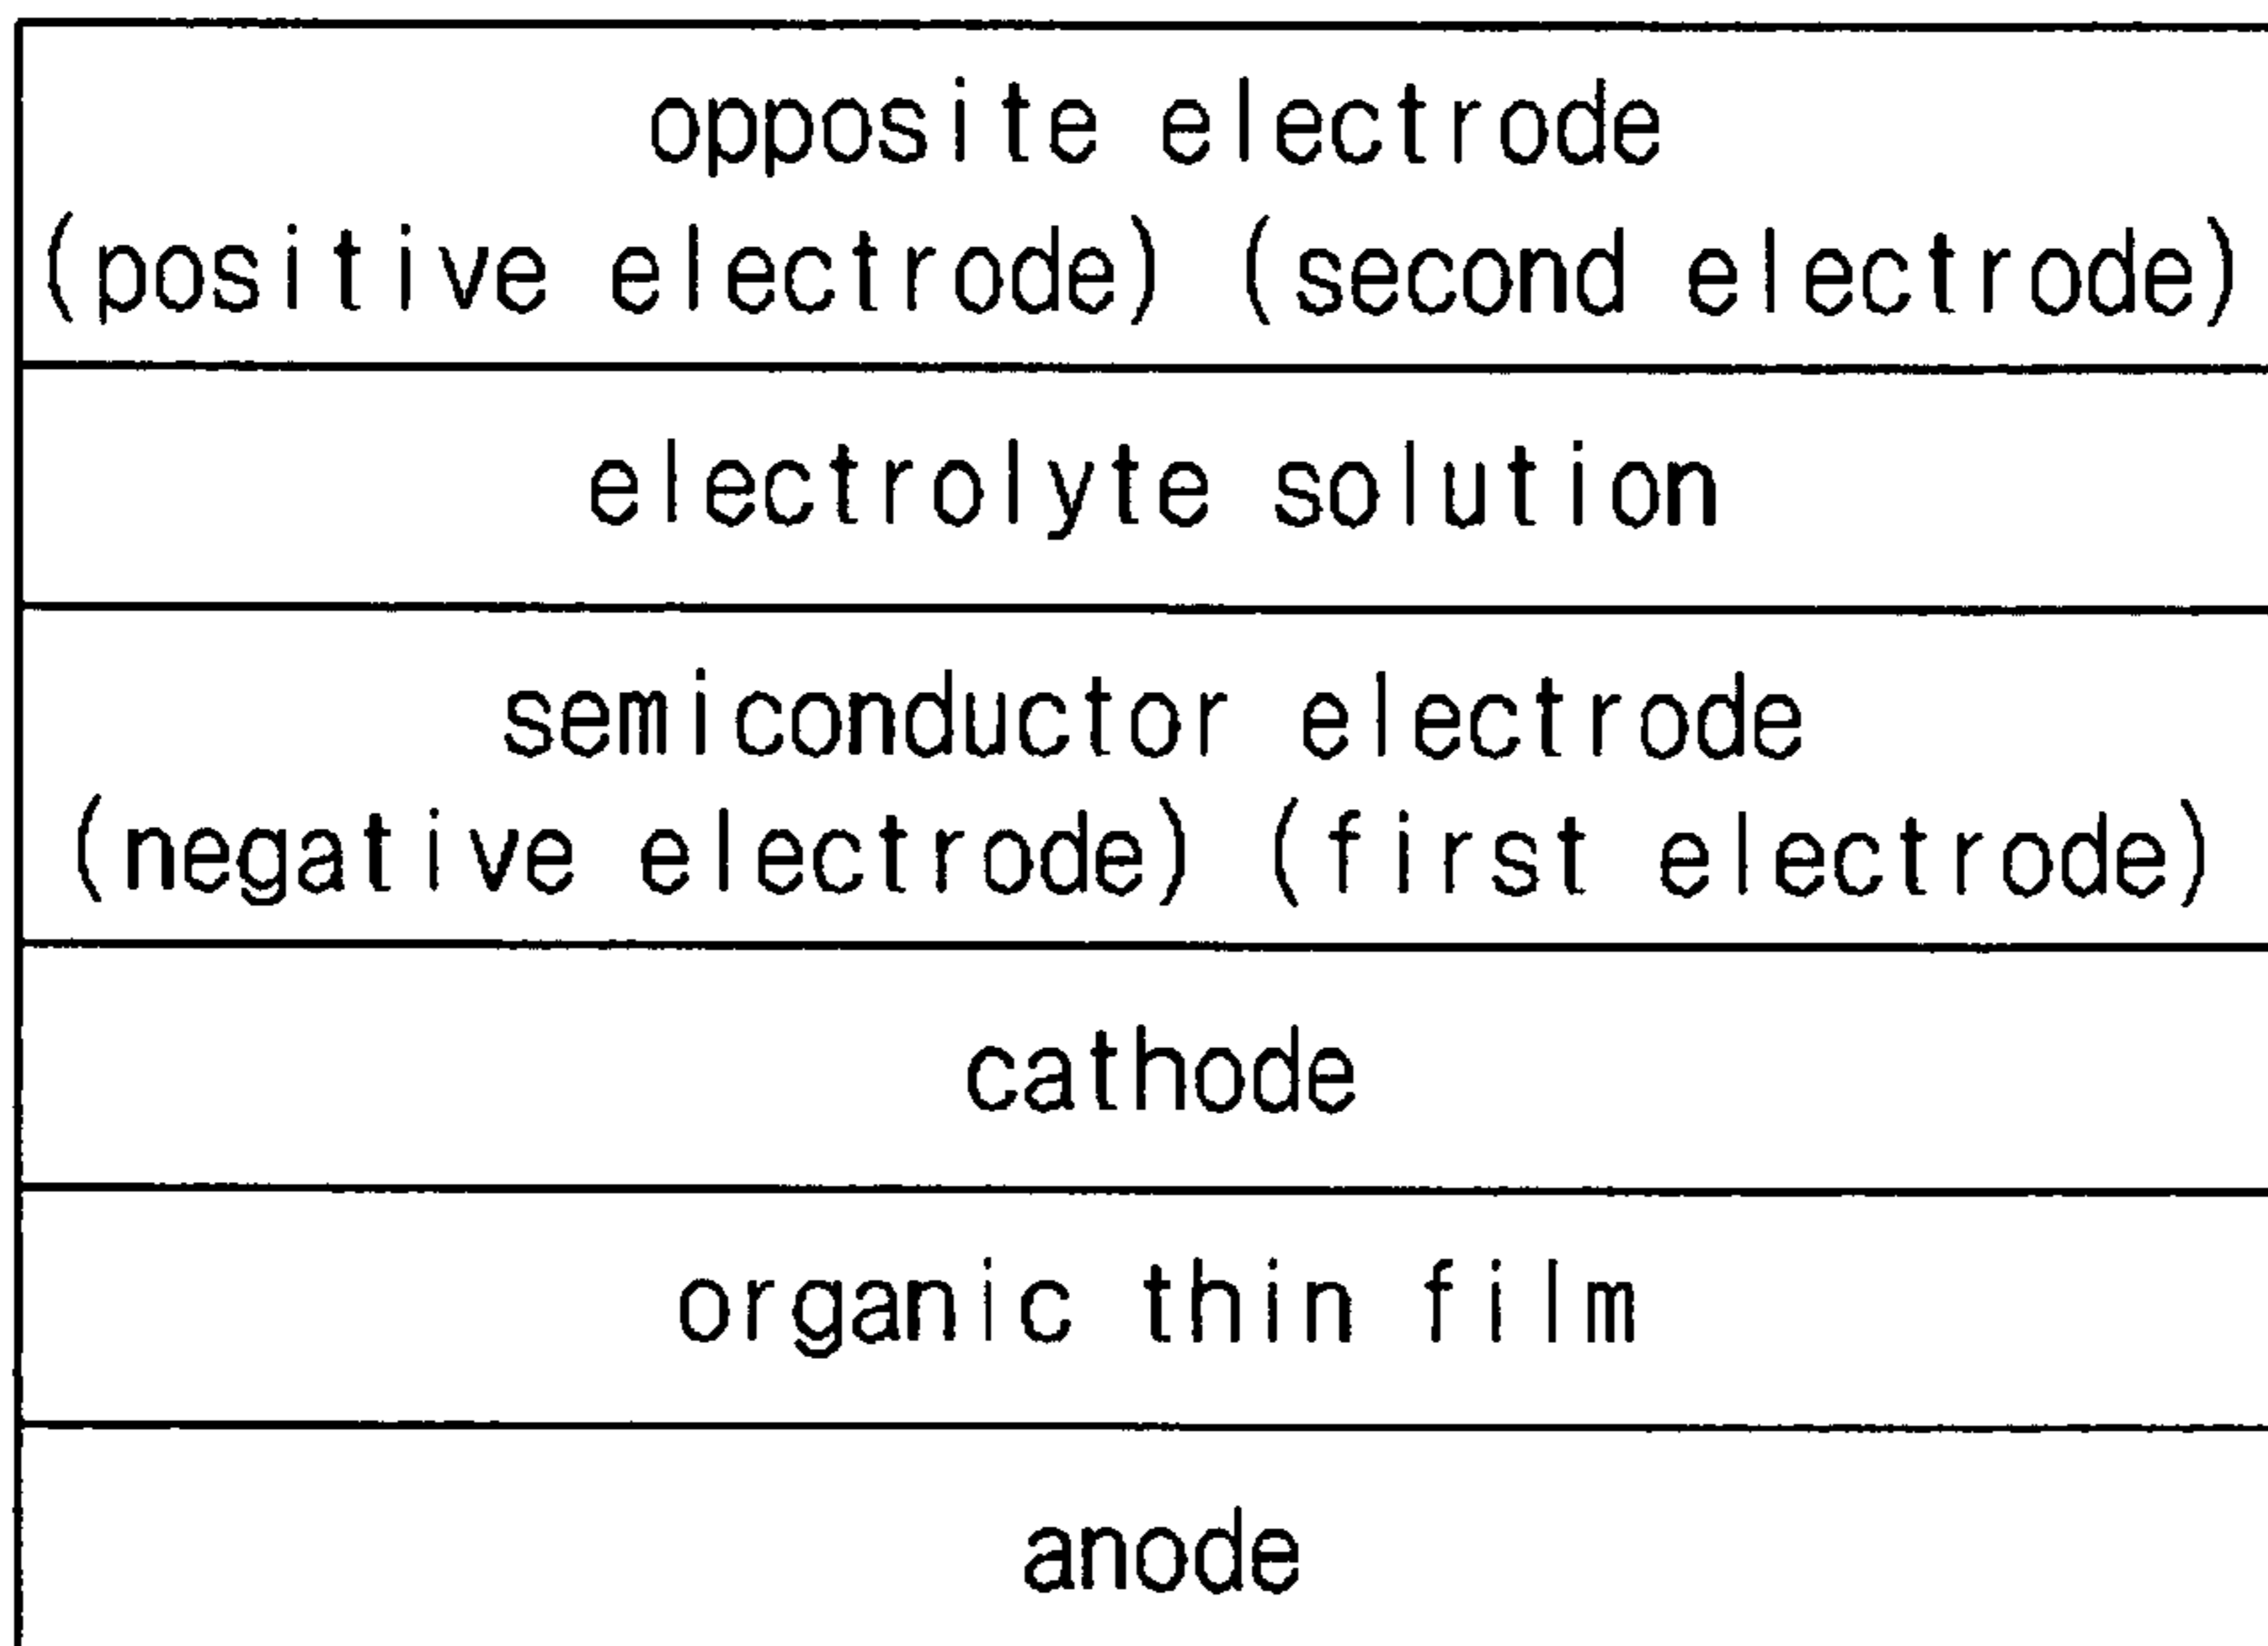 opposite electrode
(positive electrode) (second electrode)
electrolyte solution
semiconductor electrode
(negative electrode) (first electrode)
cathode
organic thin film
anode